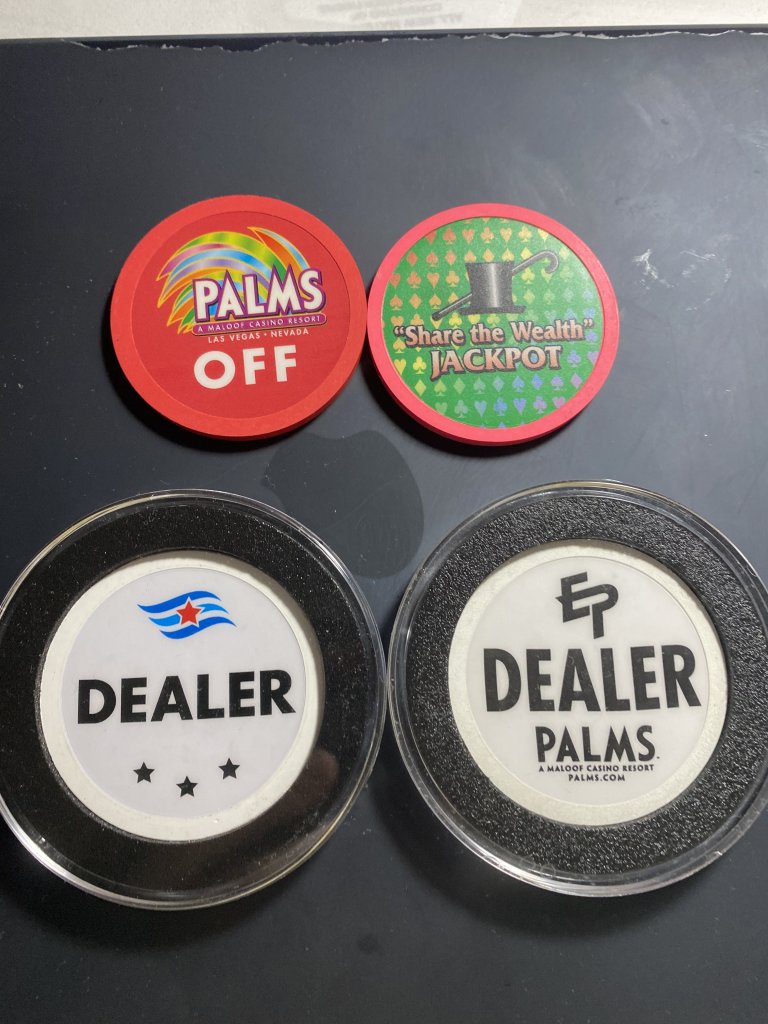 PALMS
A MALOOF CASINO RESORT
LAS VEGAS • NEVADA
OFF
"Share the Wealth"
JACKPOT
DEALER
EP
DEALER
PALMS
A MALOOF CASINO RESORT
PALMS.COM